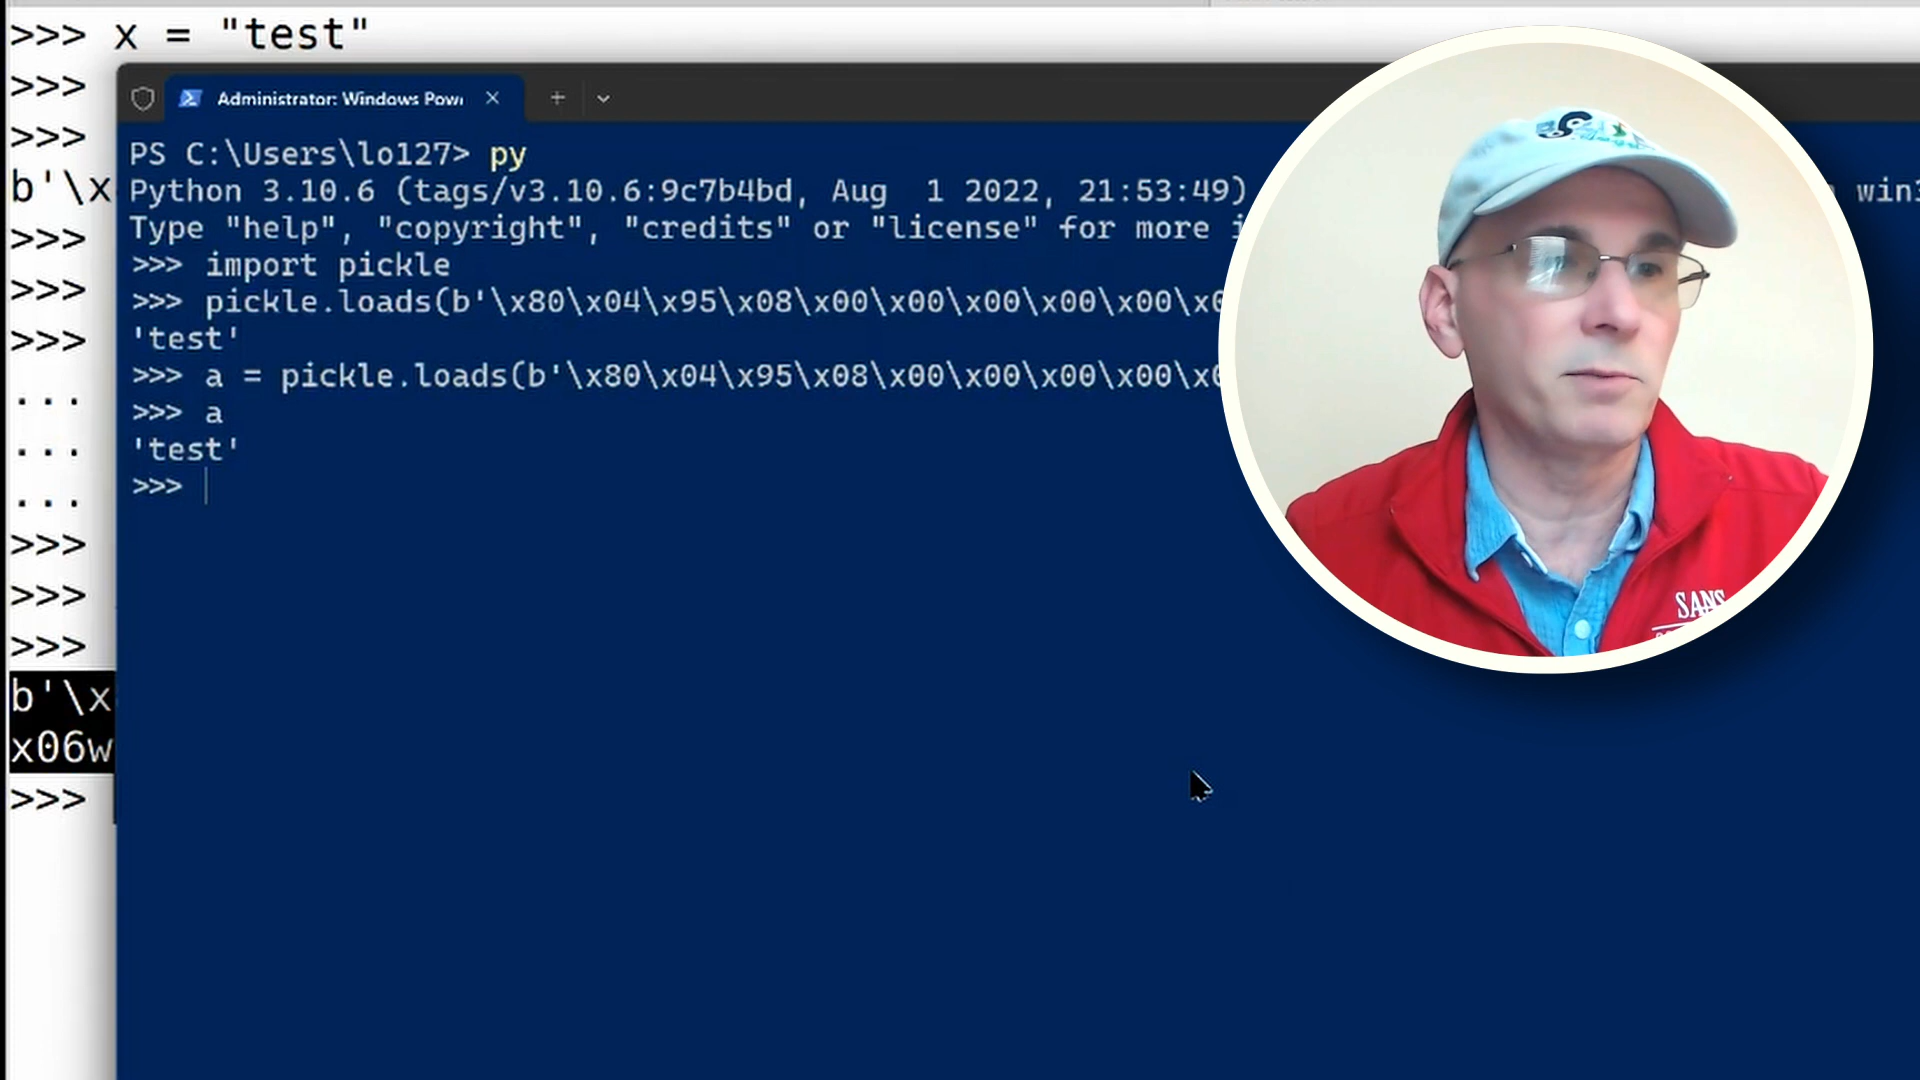 >>> x = "test"
>>>
>>>
b'\x
>>>
>>>
>>>
...
...
...
>>>
>>>
>>>
b'\x
x06w
>>>
Administrator: Windows Pow
PS C:\Users\lo127> py
Python 3.10.6 (tags/v3.10.6:9c7b4bd, Aug  1 2022, 21:53:49) win3
Type "help", "copyright", "credits" or "license" for more i
>>> import pickle
>>> pickle.loads(b'\x80\x04\x95\x08\x00\x00\x00\x00\x00\x0
'test'
>>> a = pickle.loads(b'\x80\x04\x95\x08\x00\x00\x00\x00\x0
>>> a
'test'
>>>
SANS